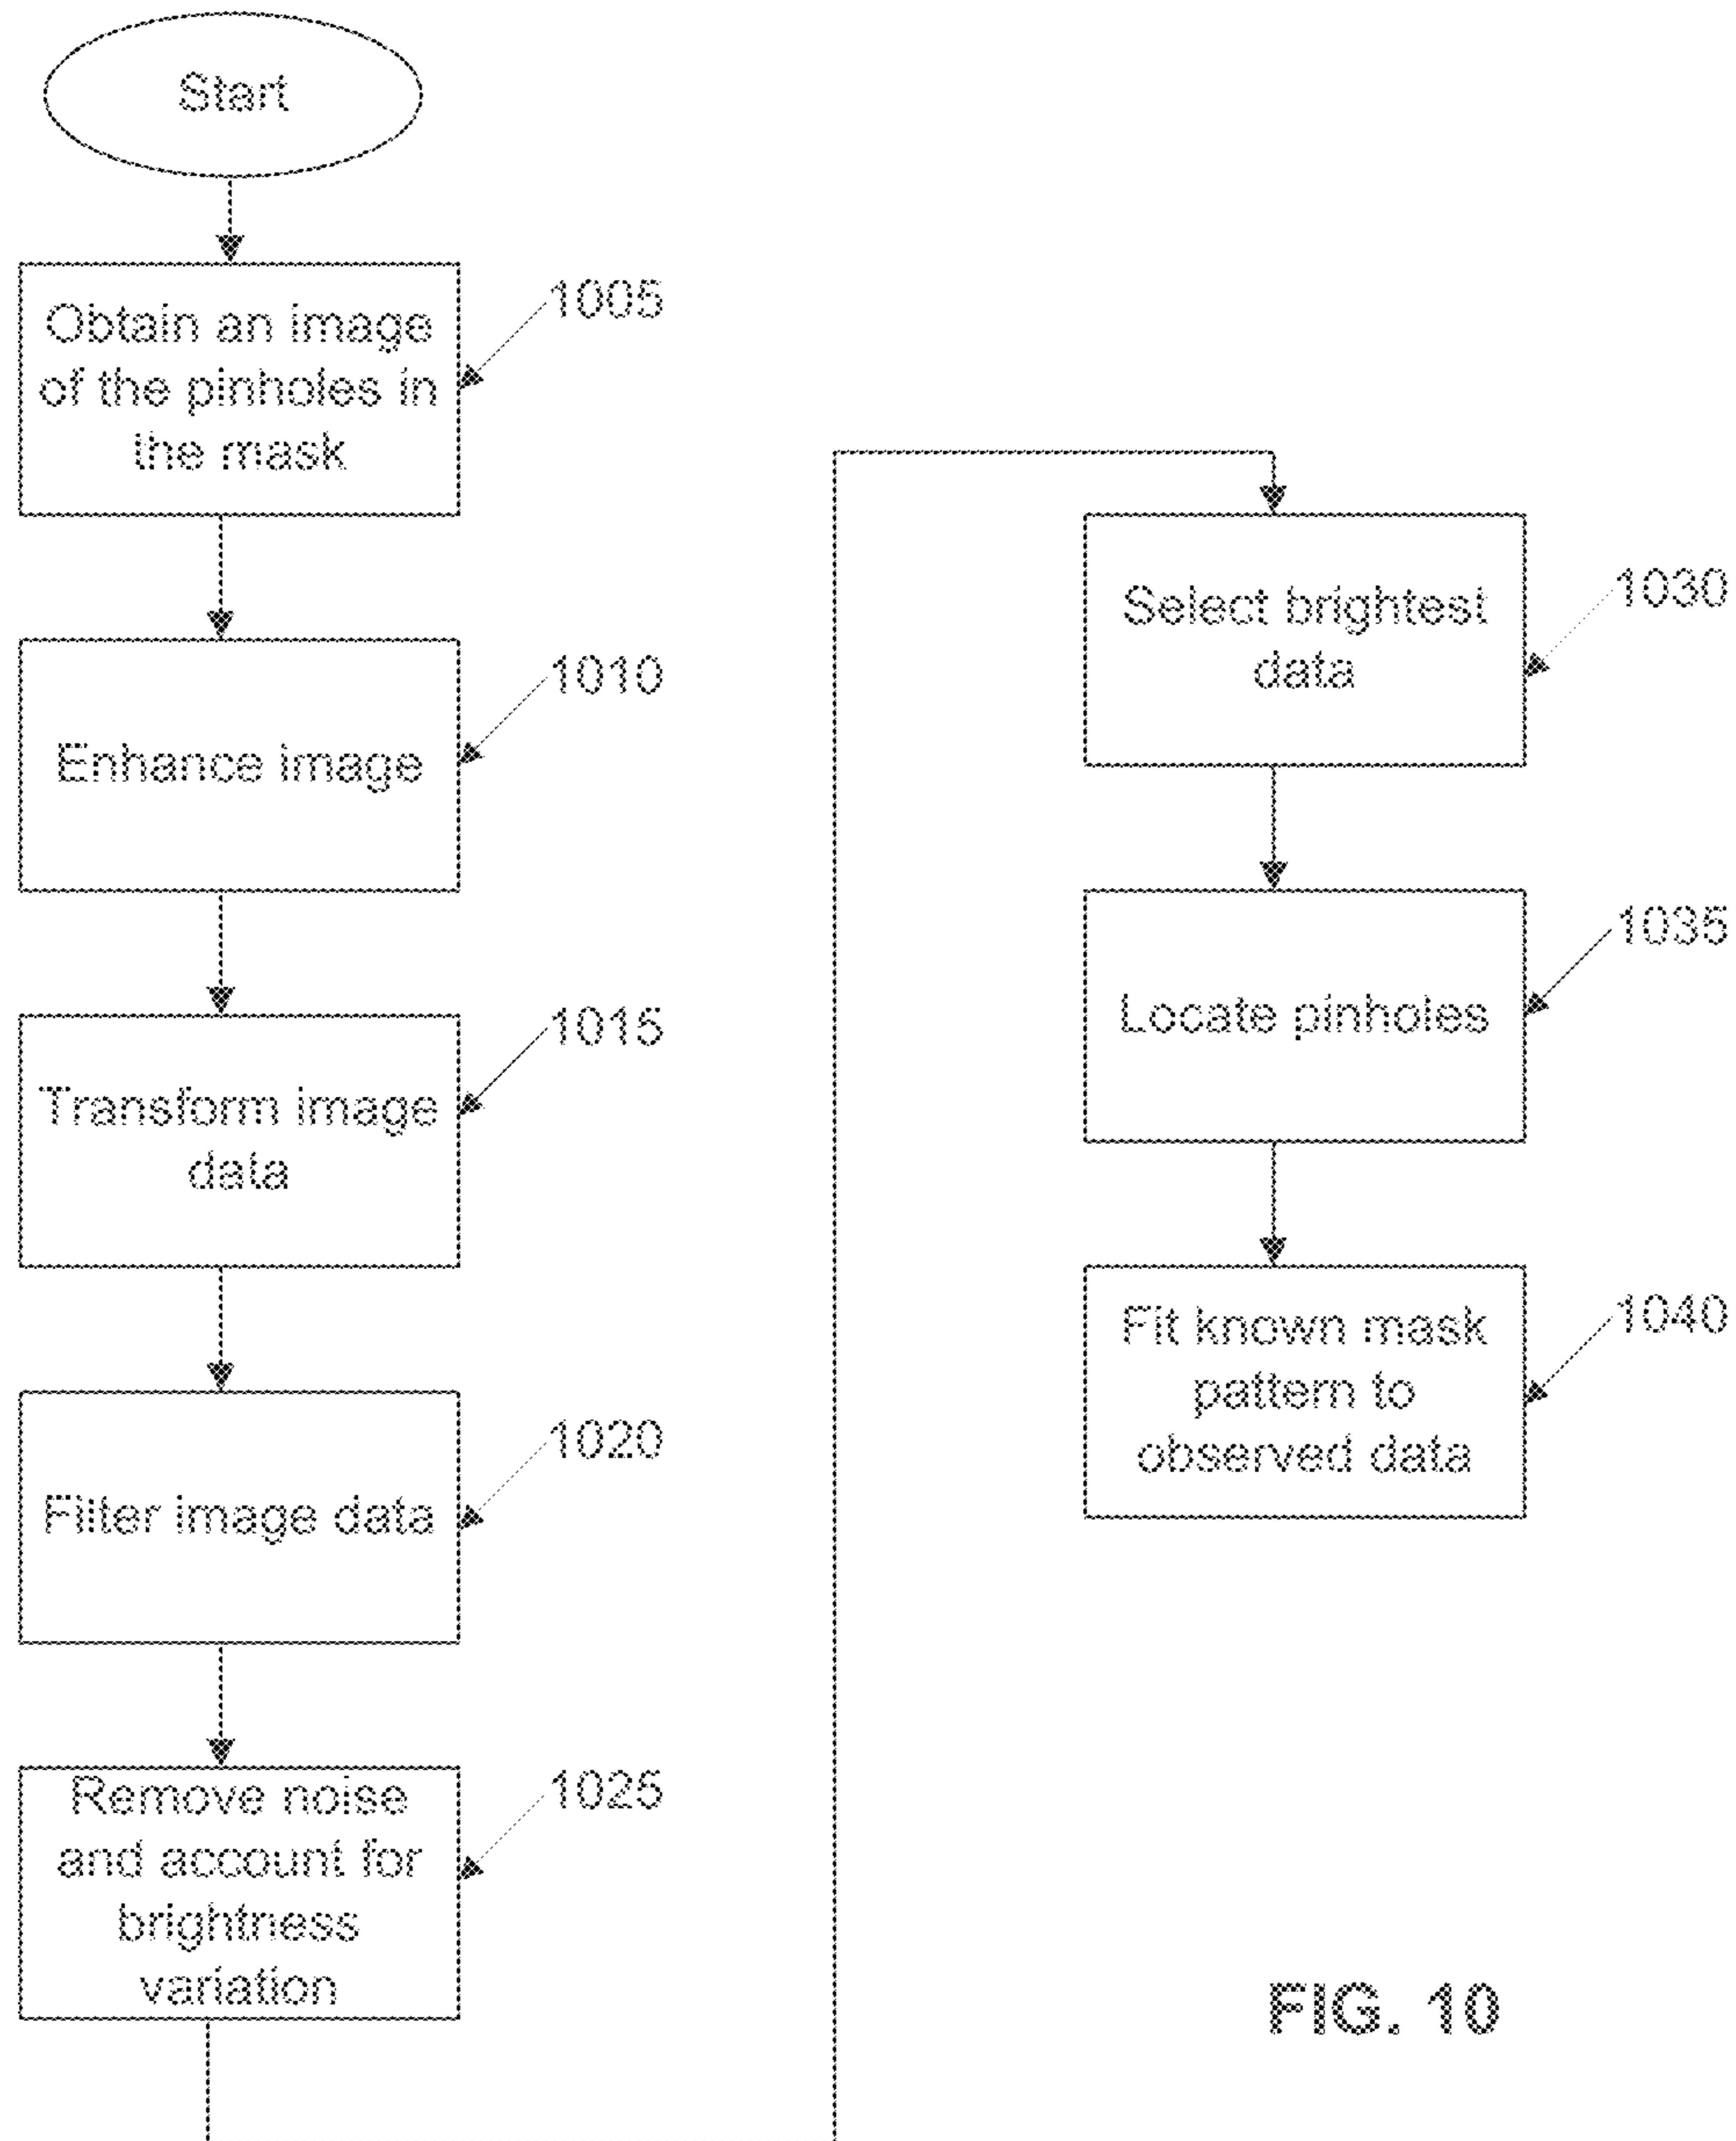 Start
Obtain an image
of the pinholes in
the mask
1005
Enhance image
1010
Transform image
data
1015
Filter image data
1020
Remove noise
and account for
brightness
variation
1025
Select brightest
data
1030
Locate pinholes
1035
Fit known mask
pattern to
observed data
1040
FIG. 10